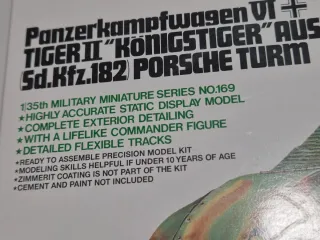 Panzerkampfwagen VI
TIGER II "KÖNIGSTIGER" AUS
(Sd.Kfz.182) PORSCHE TURM
1/35th MILITARY MINIATURE SERIES NO.169
★HIGHLY ACCURATE STATIC DISPLAY MODEL
★COMPLETE EXTERIOR DETAILING
★WITH A LIFELIKE COMMANDER FIGURE
★DETAILED FLEXIBLE TRACKS
★READY TO ASSEMBLE PRECISION MODEL KIT
★MODELING SKILLS HELPFUL IF UNDER 10 YEARS OF AGE
★ZIMMERIT COATING IS NOT PART OF THE KIT
★CEMENT AND PAINT NOT INCLUDED